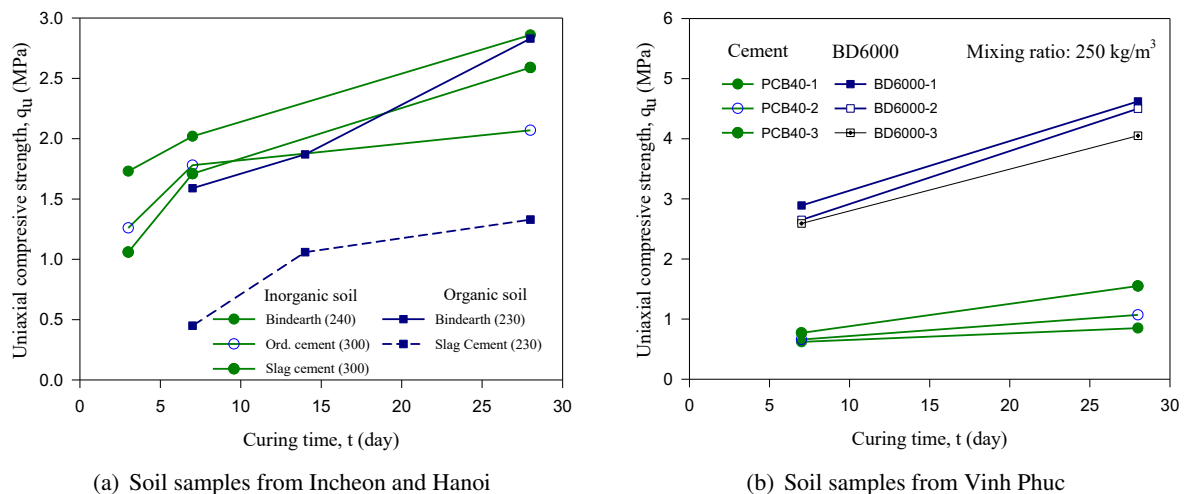 3.0
2.5
2.0
1.5
1.0
0.5
0.0
Uniaxial compresive strength, qu (MPa)
Inorganic soil
Bindearth (240)
Ord. cement (300)
Slag cement (300)
Organic soil
Bindearth (230)
Slag Cement (230)
0 5 10 15 20 25 30
Curing time, t (day)
(a) Soil samples from Incheon and Hanoi
6
5
4
3
2
1
0
Uniaxial compresive strength, qu (MPa)
Cement BD6000 Mixing ratio: 250 kg/m³
PCB40-1 BD6000-1
PCB40-2 BD6000-2
PCB40-3 BD6000-3
0 5 10 15 20 25 30
Curing time, t (day)
(b) Soil samples from Vinh Phuc